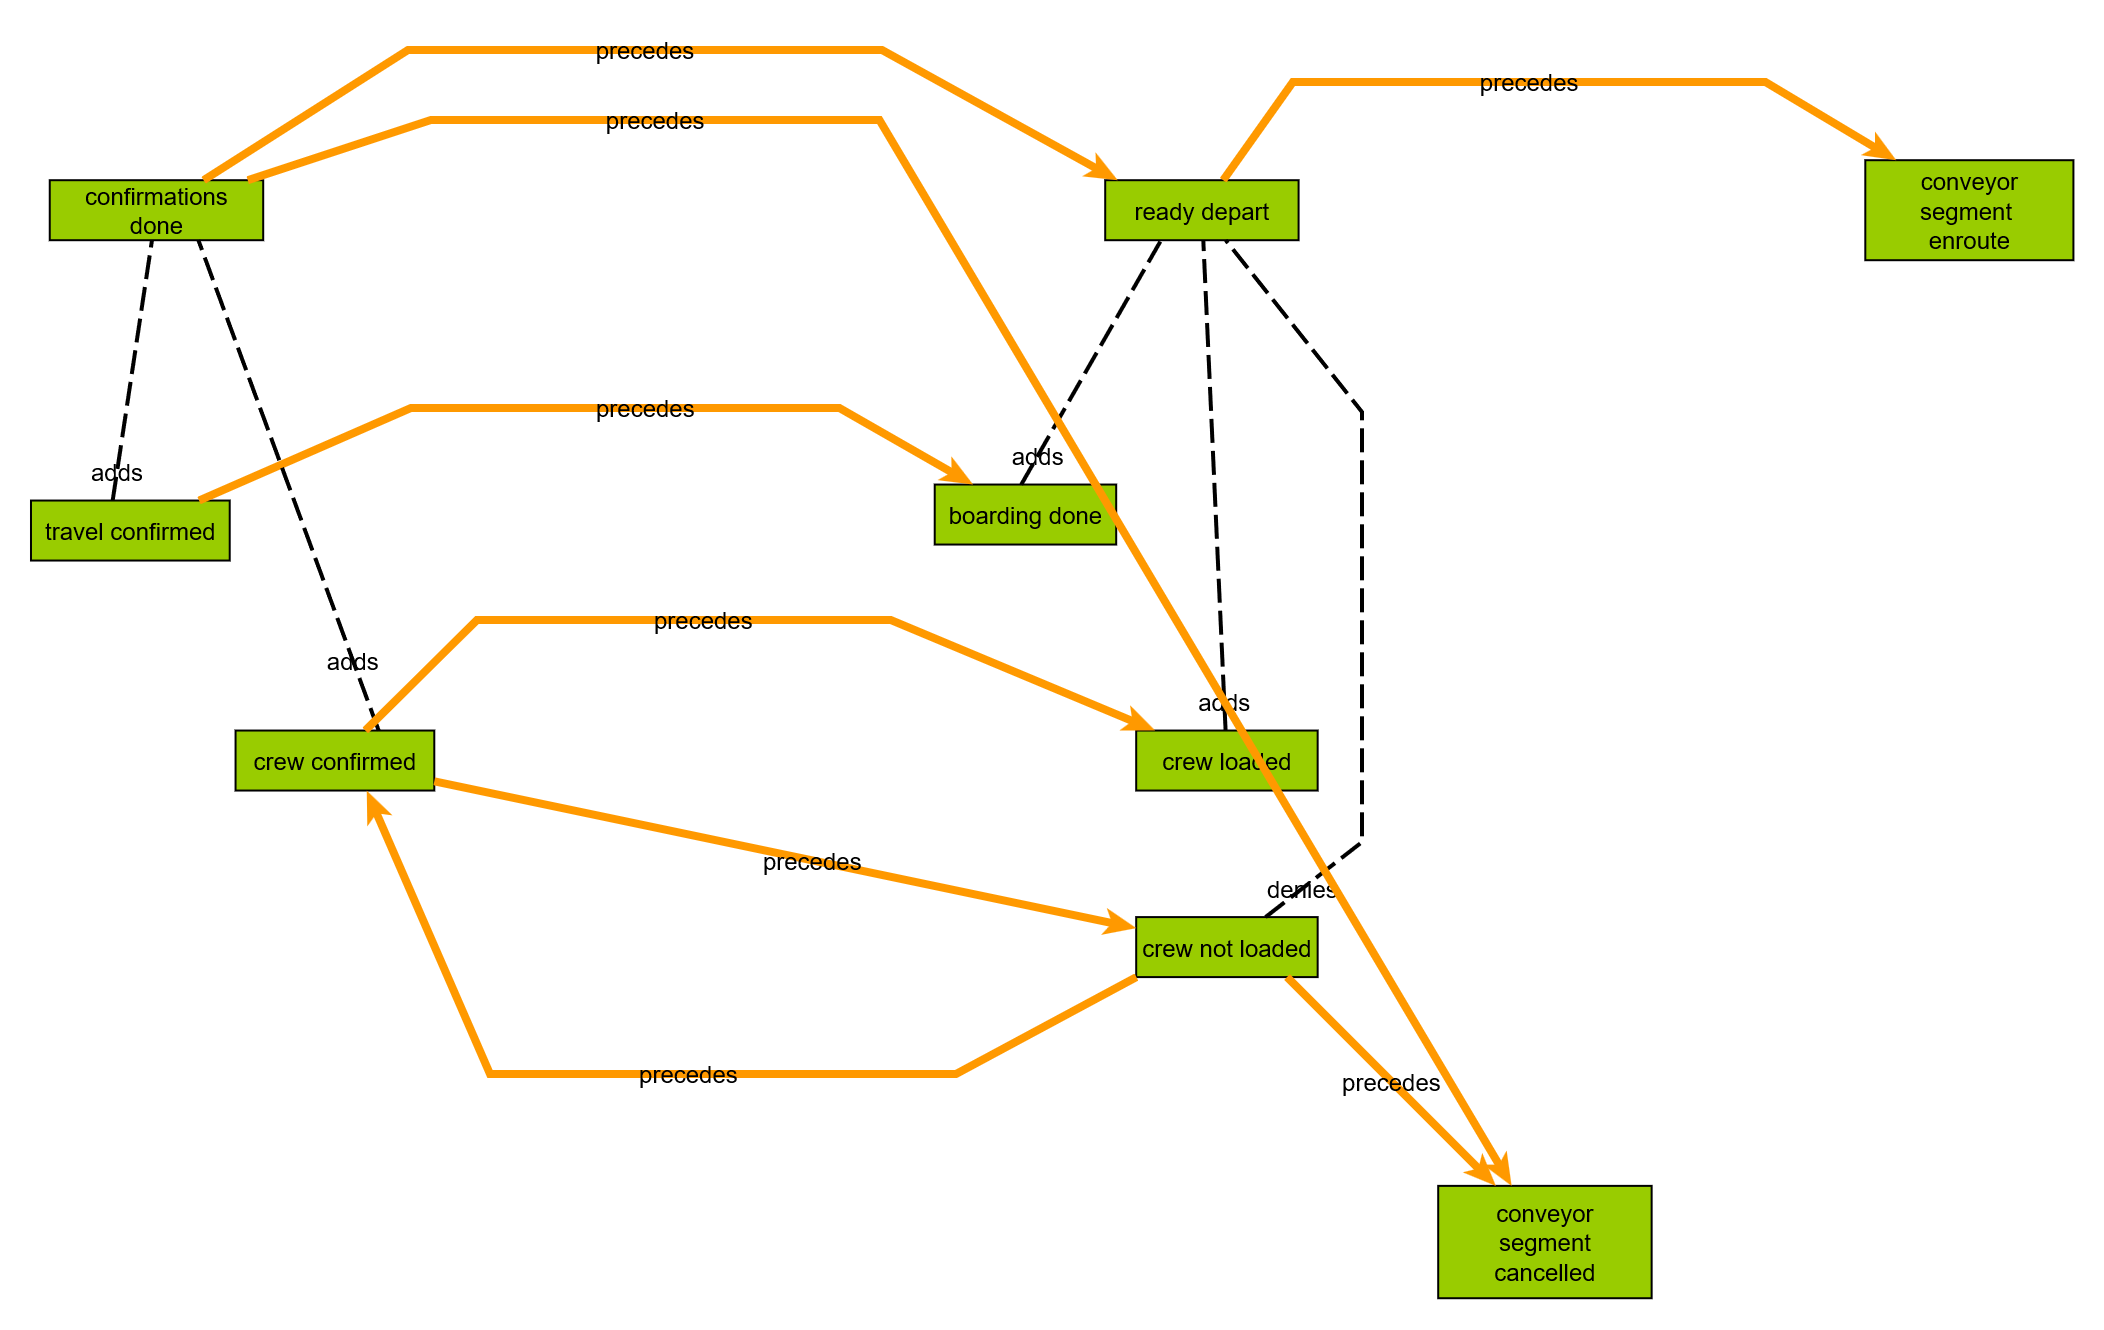 precedes
precedes
precedes
confirmations
done
ready depart
conveyor
segment
enroute
precedes
adds
adds
travel confirmed
boarding done
precedes
adds
adds
crew confirmed
crew loaded
precedes
denies
crew not loaded
precedes
precedes
conveyor
segment
cancelled